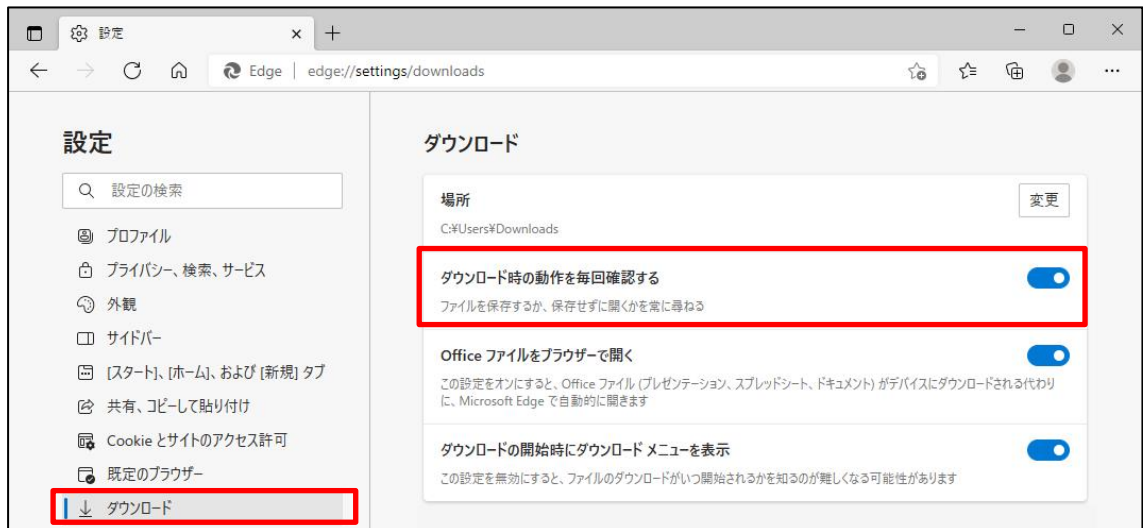 設定
Edge | edge://settings/downloads
設定
設定の検索
プロファイル
プライバシー、検索、サービス
外観
サイドバー
[スタート]、[ホーム]、および [新規] タブ
共有、コピーして貼り付け
Cookie とサイトのアクセス許可
既定のブラウザー
ダウンロード
ダウンロード
場所
変更
C:¥Users¥Downloads
ダウンロード時の動作を毎回確認する
ファイルを保存するか、保存せずに開くかを常に尋ねる
Office ファイルをブラウザーで開く
この設定をオンにすると、Office ファイル (プレゼンテーション、スプレッドシート、ドキュメント) がデバイスにダウンロードされる代わり
に、Microsoft Edge で自動的に開きます
ダウンロードの開始時にダウンロード メニューを表示
この設定を無効にすると、ファイルのダウンロードがいつ開始されるかを知るのが難しくなる可能性があります